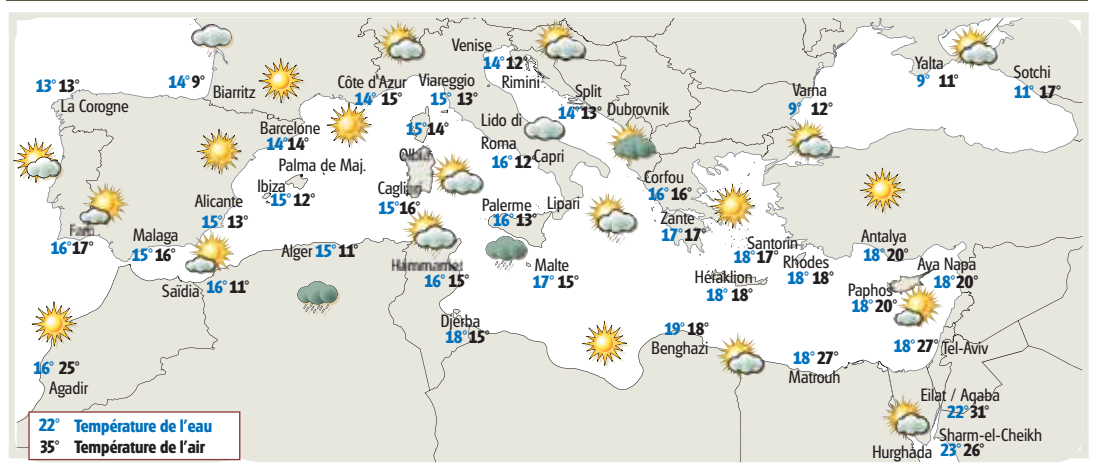 Venise
14° 12°
Rimini
Yalta
9° 11°
Sotchi
11° 17°
13° 13°
La Corogne
14° 9°
Biarritz
Côte d'Azur
14° 15°
Viareggio
15° 13°
Split
14° 13°
Dubrovnik
Varna
9° 12°
Barcelone
14° 14°
15° 14°
Lido di
Roma
16° 12°
Capri
Palma de Maj.
Ibiza
15° 12°
Cagliari
15° 16°
Corfou
16° 16°
Alicante
15° 13°
Palerme
16° 13°
Lipari
Zante
17° 17°
16° 17°
Malaga
15° 16°
Alger 15° 11°
Santorin
18° 17°
Antalya
18° 20°
Saïdia
16° 11°
Hammamet
16° 15°
Malte
17° 15°
Héraklion
18° 18°
Rhodes
18° 18°
Aya Napa
18° 20°
Paphos
18° 20°
Djerba
18° 15°
19° 18°
Benghazi
18° 27°
Tel-Aviv
16° 25°
Agadir
18° 27°
Matrouh
Eilat / Aqaba
22° 31°
Sharm-el-Cheikh
Hurghada
23° 26°
22° Température de l'eau
35° Température de l'air